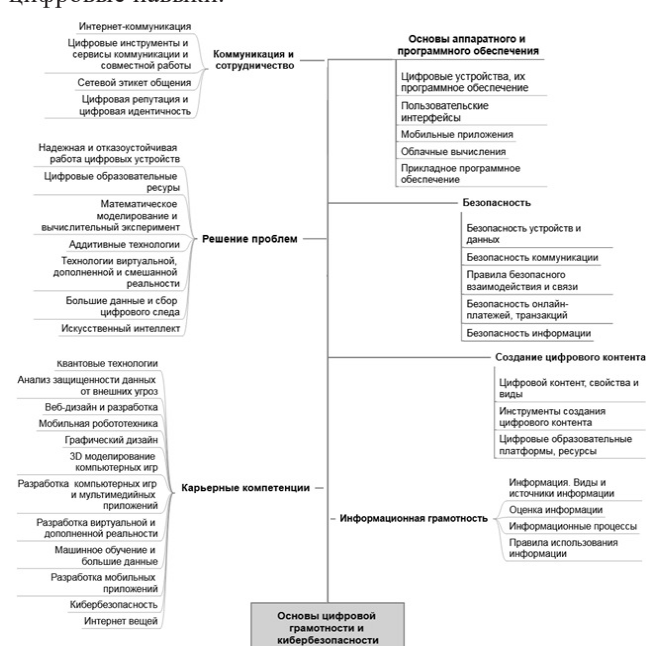 цифровые навыки:
Интернет-коммуникация
Цифровые инструменты и
сервисы коммуникации и
совместной работы
Сетевой этикет общения
Цифровая репутация и
цифровая идентичность
Коммуникация и
сотрудничество
Надежная и отказоустойчивая
работа цифровых устройств
Цифровые образовательные
ресуры
Математическое
моделирование и
вычислительный эксперимент
Аддитивные технологии
Технологии виртуальной,
дополненной и смешанной
реальности
Большие данные и сбор
цифрового следа
Искусственный интеллект
Решение проблем
Квантовые технологии
Анализ защищенности данных
от внешних угроз
Веб-дизайн и разработка
Мобильная робототехника
Графический дизайн
3D моделирование
компьютерных игр
Разработка компьютерных игр
и мультимедийных
приложений
Разработка виртуальной и
дополненной реальности
Машинное обучение и
большие данные
Разработка мобильных
приложений
Кибербезопасность
Интернет вещей
Карьерные компетенции
Основы аппаратного и
программного обеспечения
Цифровые устройства, их
программное обеспечение
Пользовательские
интерфейсы
Мобильные приложения
Облачные вычисления
Прикладное программное
обеспечение
Безопасность
Безопасность устройств и
данных
Безопасность коммуникации
Правила безопасного
взаимодействия и связи
Безопасность онлайн-
платежей, транзакций
Безопасность информации
Создание цифрового контента
Цифровой контент, свойства и
виды
Инструменты создания
цифрового контента
Цифровые образовательные
платформы, ресурсы
Информационная грамотность
Информация. Виды и
источники информации
Оценка информации
Информационные процессы
Правила использования
информации
Основы цифровой
грамотности и
кибербезопасности